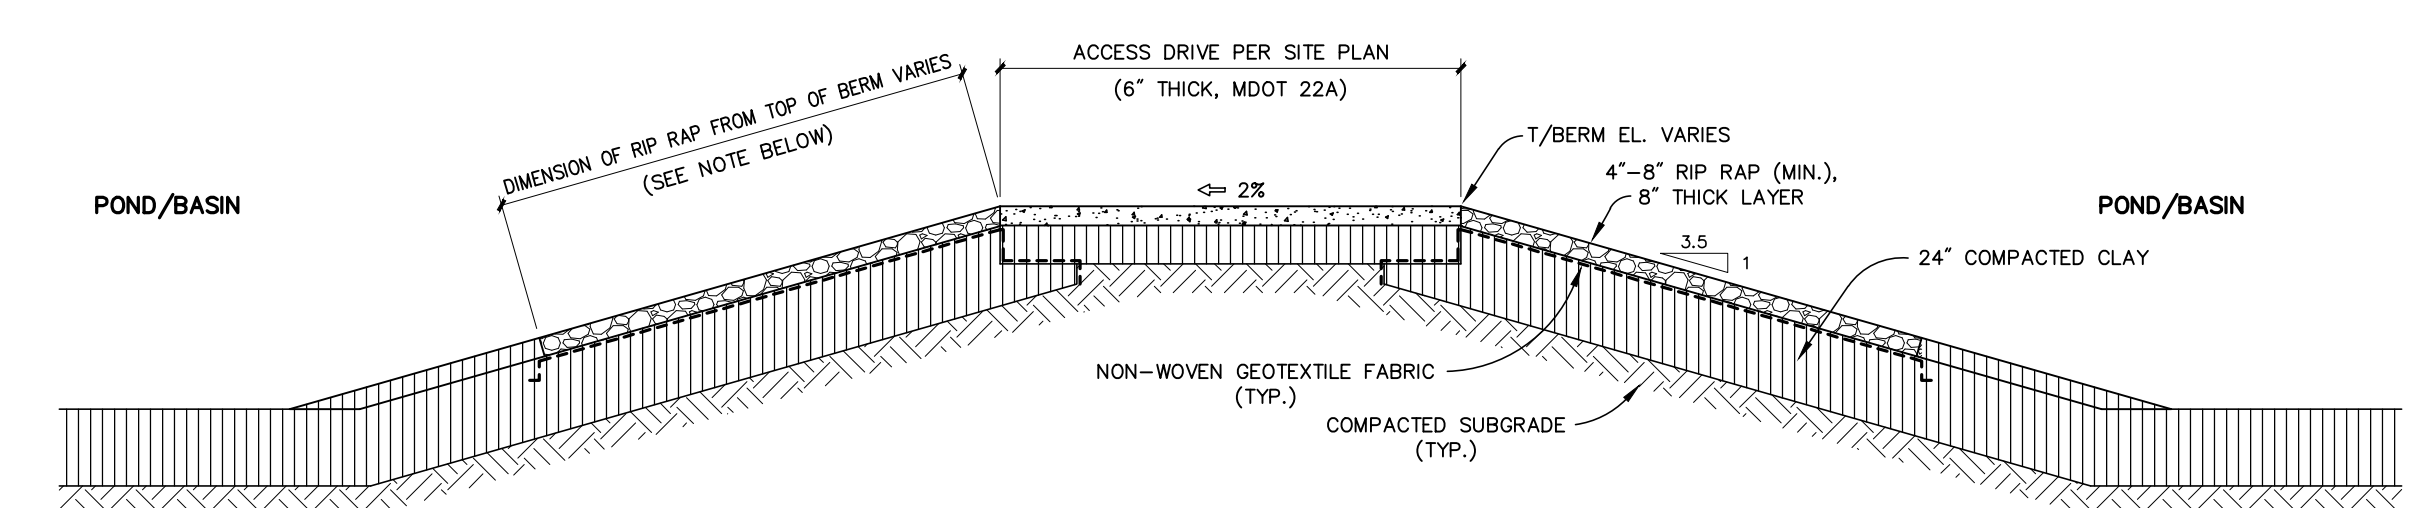 ACCESS DRIVE PER SITE PLAN
(6" THICK, MDOT 22A)
DIMENSION OF RIP RAP FROM TOP OF BERM VARIES
(SEE NOTE BELOW)
T/BERM EL. VARIES
4"-8" RIP RAP (MIN.),
8" THICK LAYER
POND/BASIN
2%
POND/BASIN
3.5
1
24" COMPACTED CLAY
NON-WOVEN GEOTEXTILE FABRIC
(TYP.)
COMPACTED SUBGRADE
(TYP.)